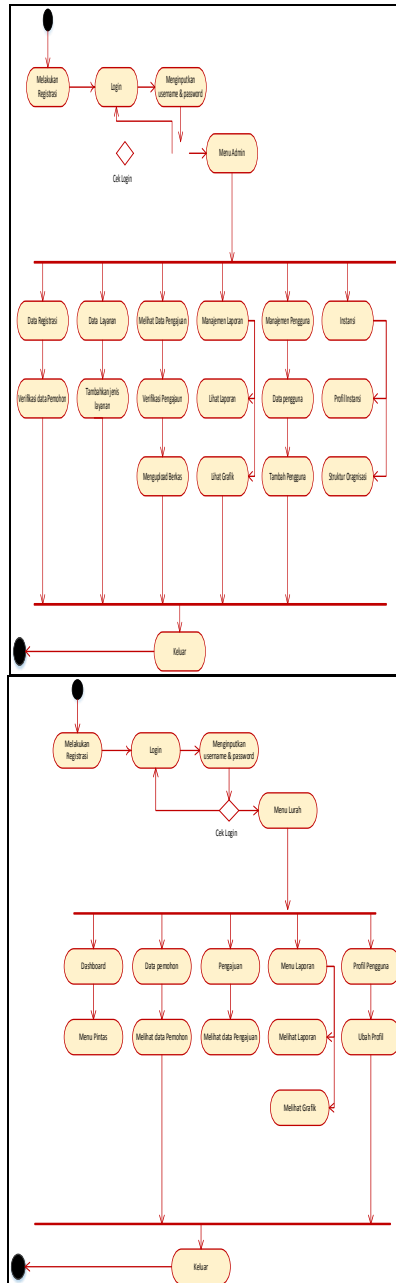 Melakukan
Registrasi
Login
Menginputkan
username & password
Cek Login
Menu Admin
Data Registrasi
Data Layanan
Melihat Data Pengajuan
Manajemen Laporan
Manajemen Pengguna
Instansi
Verifikasi data Pemohon
Tambahkan jenis
layanan
Verifikasi Pengajaun
Lihat Laporan
Data pengguna
Profil Instansi
Mengupload Berkas
Lihat Grafik
Tambah Pengguna
Struktur Oragnisasi
Keluar
Melakukan
Registrasi
Login
Menginputkan
username & password
Cek Login
Menu Lurah
Dashboard
Data pemohon
Pengajuan
Menu Laporan
Profil Pengguna
Menu Pintas
Melihat data Pemohon
Melihat data Pengajuan
Melihat Laporan
Ubah Profil
Melihat Grafik
Keluar